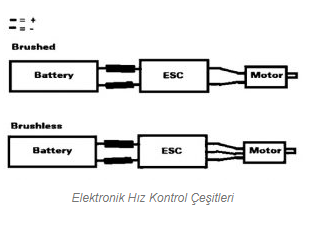 = +
= -
Brushed
Battery ESC Motor
Brushless
Battery ESC Motor
Elektronik Hız Kontrol Çeşitleri